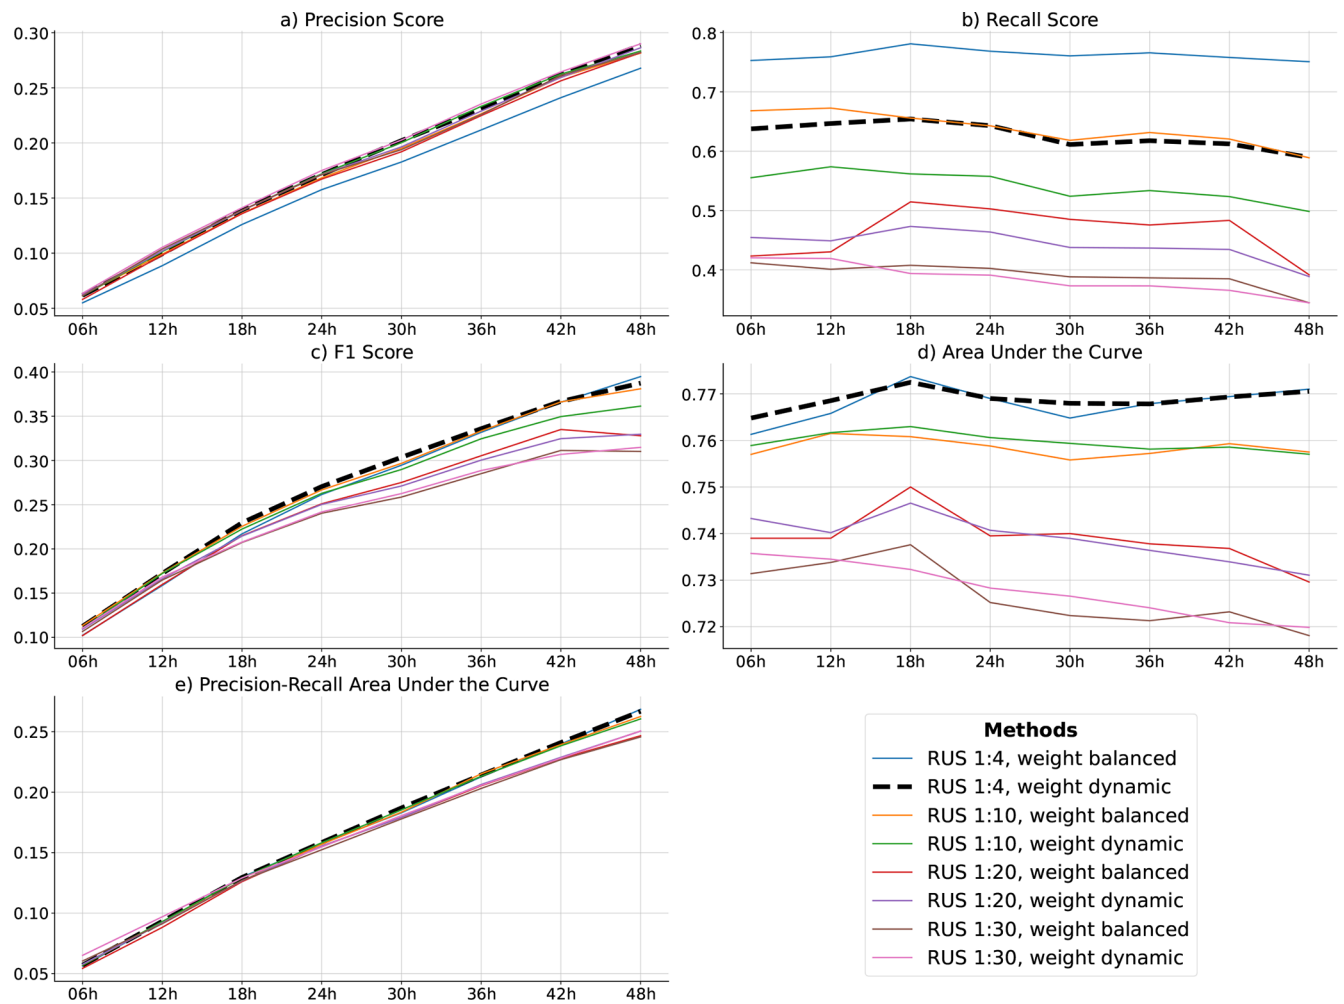 a) Precision Score
0.30
0.25
0.20
0.15
0.10
0.05
06h 12h 18h 24h 30h 36h 42h 48h
b) Recall Score
0.8
0.7
0.6
0.5
0.4
06h 12h 18h 24h 30h 36h 42h 48h
c) F1 Score
0.40
0.35
0.30
0.25
0.20
0.15
0.10
06h 12h 18h 24h 30h 36h 42h 48h
d) Area Under the Curve
0.77
0.76
0.75
0.74
0.73
0.72
06h 12h 18h 24h 30h 36h 42h 48h
e) Precision-Recall Area Under the Curve
0.25
0.20
0.15
0.10
0.05
06h 12h 18h 24h 30h 36h 42h 48h
Methods
RUS 1:4, weight balanced
RUS 1:4, weight dynamic
RUS 1:10, weight balanced
RUS 1:10, weight dynamic
RUS 1:20, weight balanced
RUS 1:20, weight dynamic
RUS 1:30, weight balanced
RUS 1:30, weight dynamic